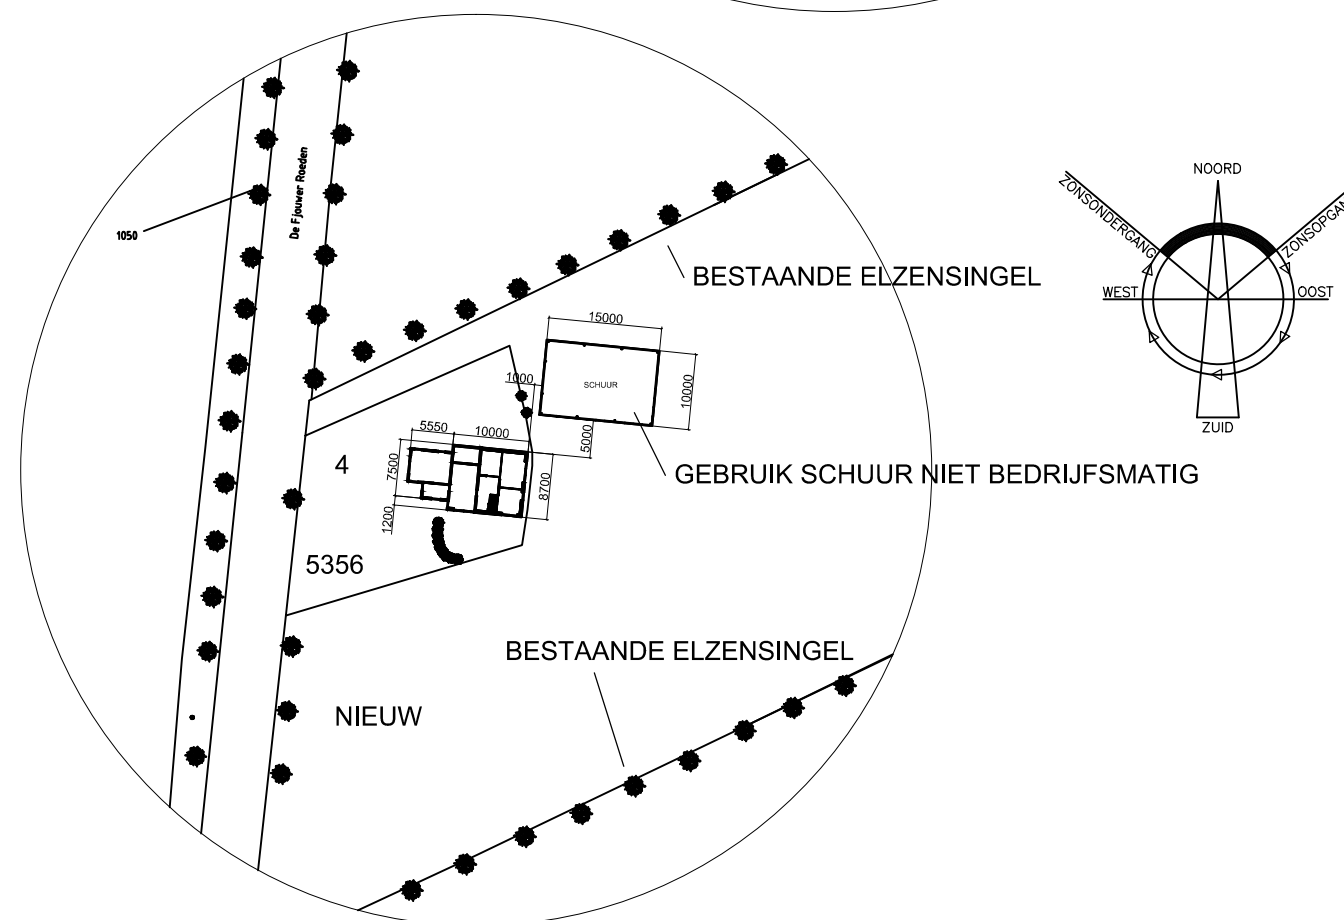 De Fjouwer Roeden
1050
BESTAANDE ELZENSINGEL
15000
SCHUUR
1000
10000
5550
10000
5000
4
7500
8700
GEBRUIK SCHUUR NIET BEDRIJFSMATIG
1200
5356
BESTAANDE ELZENSINGEL
NIEUW
NOORD
ZONSONDERGANG
ZONSOPGAN
WEST
OOST
ZUID